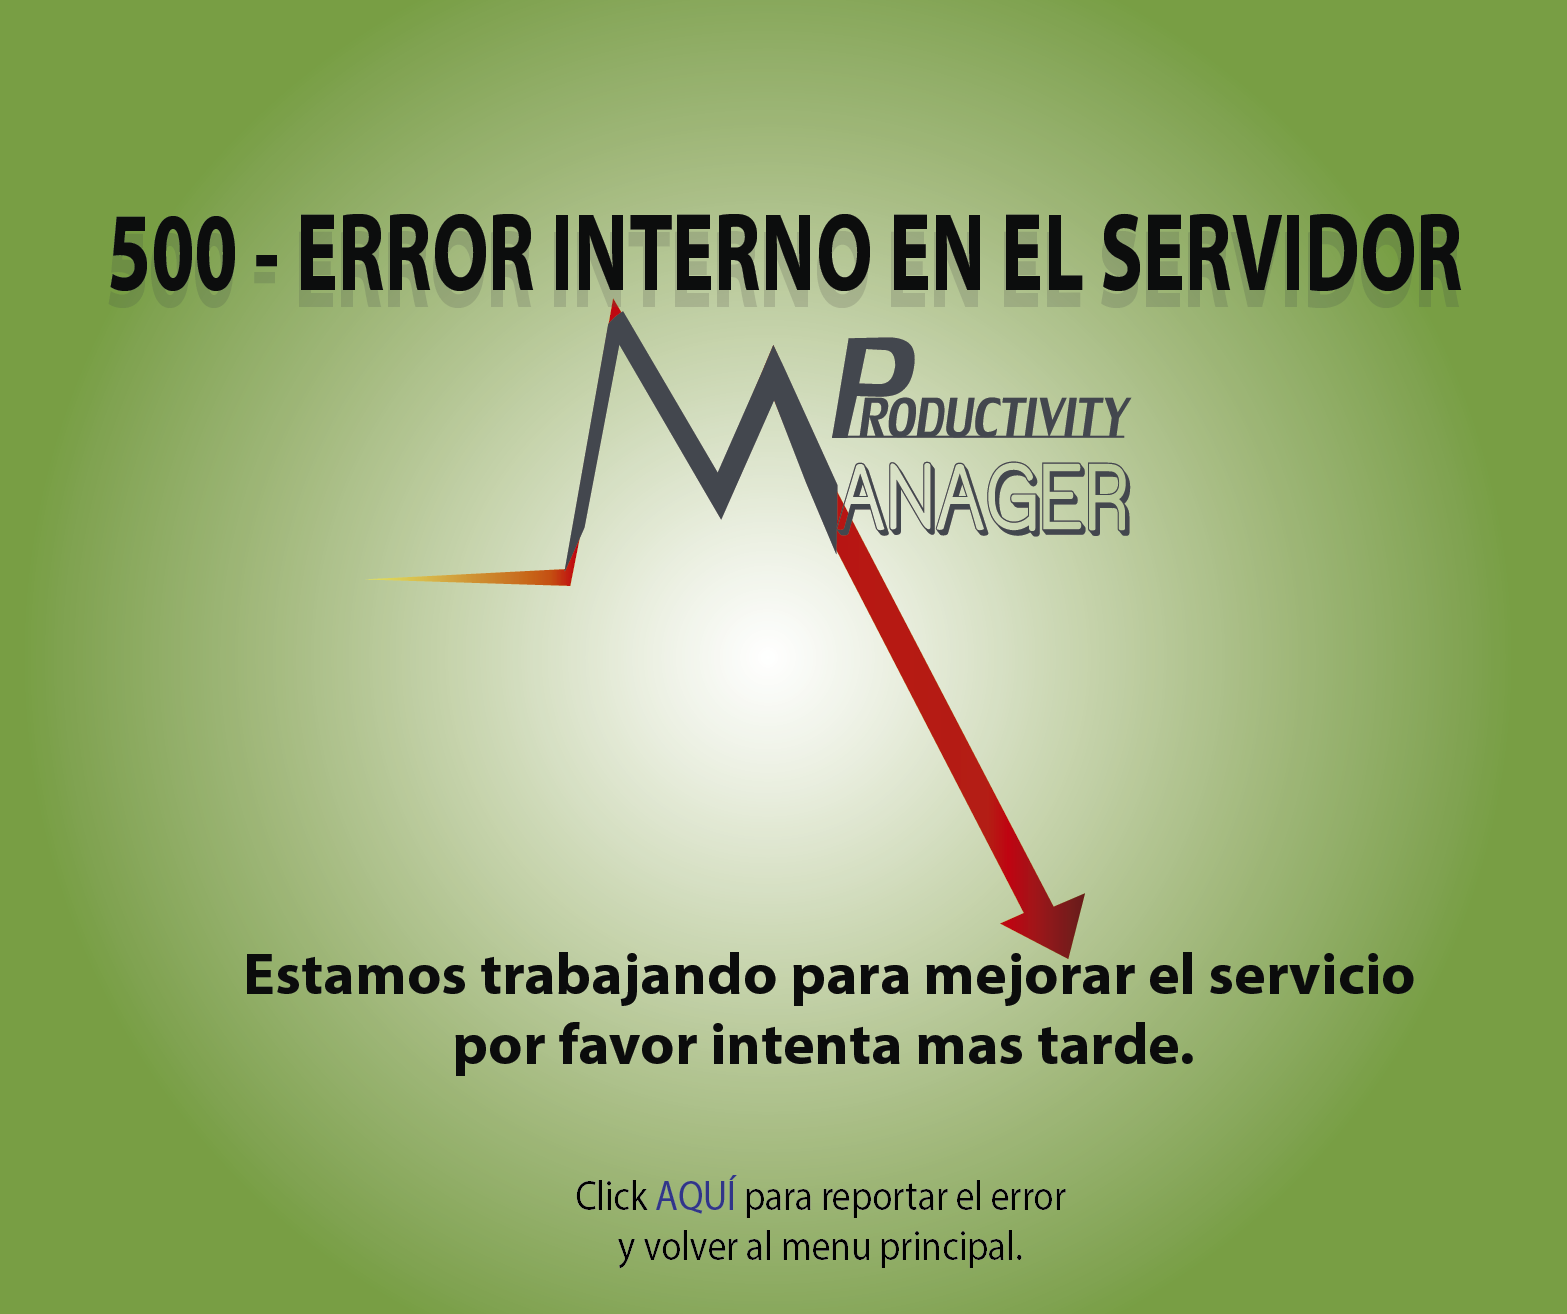 500 - ERROR INTERNO EN EL SERVIDOR
PRODUCTIVITY
MANAGER
Estamos trabajando para mejorar el servicio
por favor intenta mas tarde.
Click AQUÍ para reportar el error
y volver al menu principal.